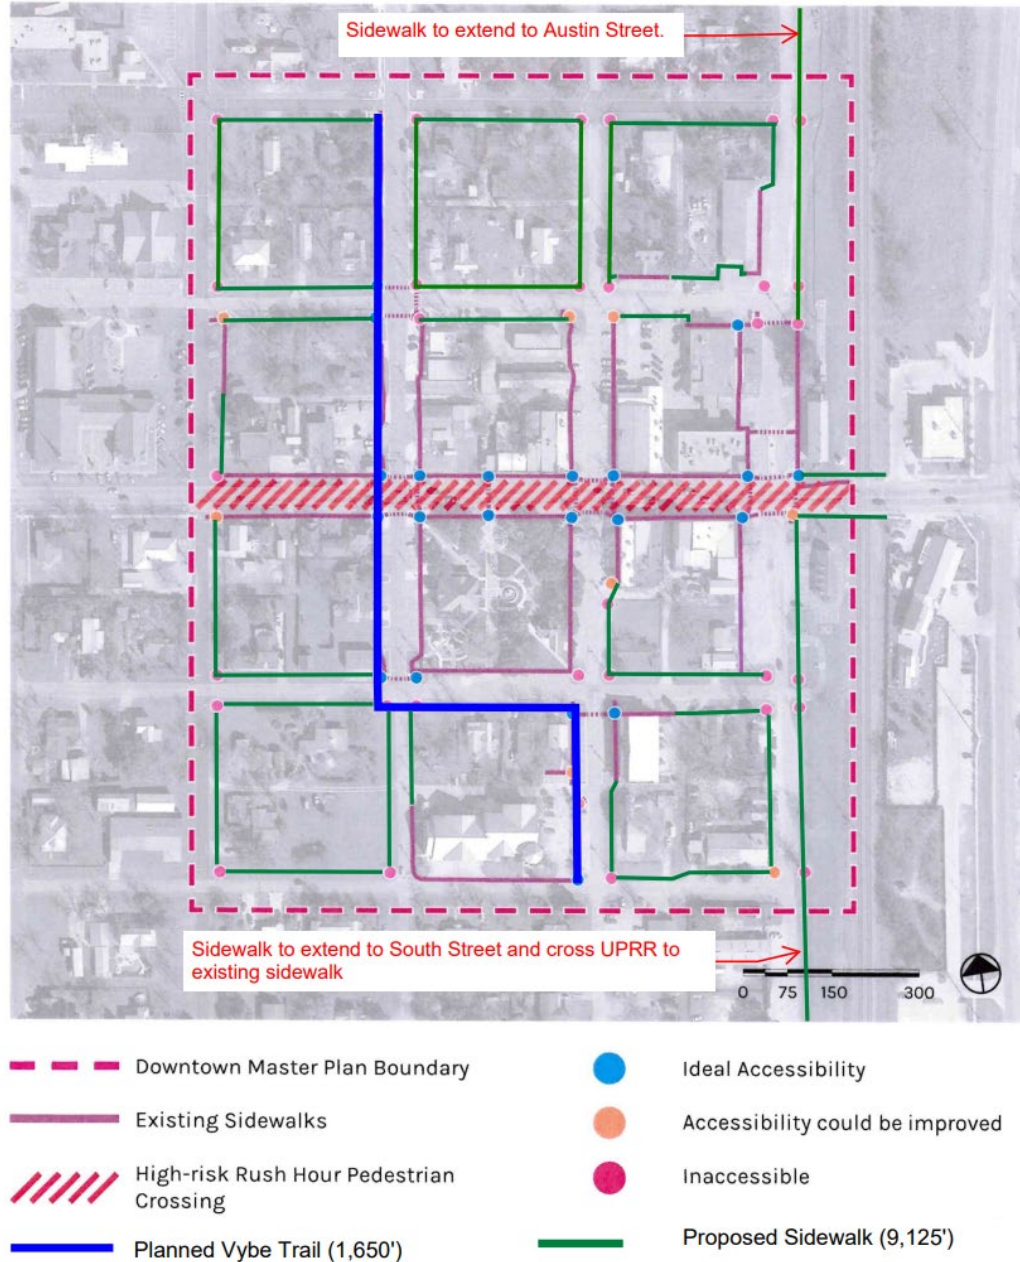 Sidewalk to extend to Austin Street.
Sidewalk to extend to South Street and cross UPRR to
existing sidewalk
0 75 150 300
Downtown Master Plan Boundary
Ideal Accessibility
Existing Sidewalks
Accessibility could be improved
High-risk Rush Hour Pedestrian
Crossing
Inaccessible
Planned Vybe Trail (1,650')
Proposed Sidewalk (9,125')